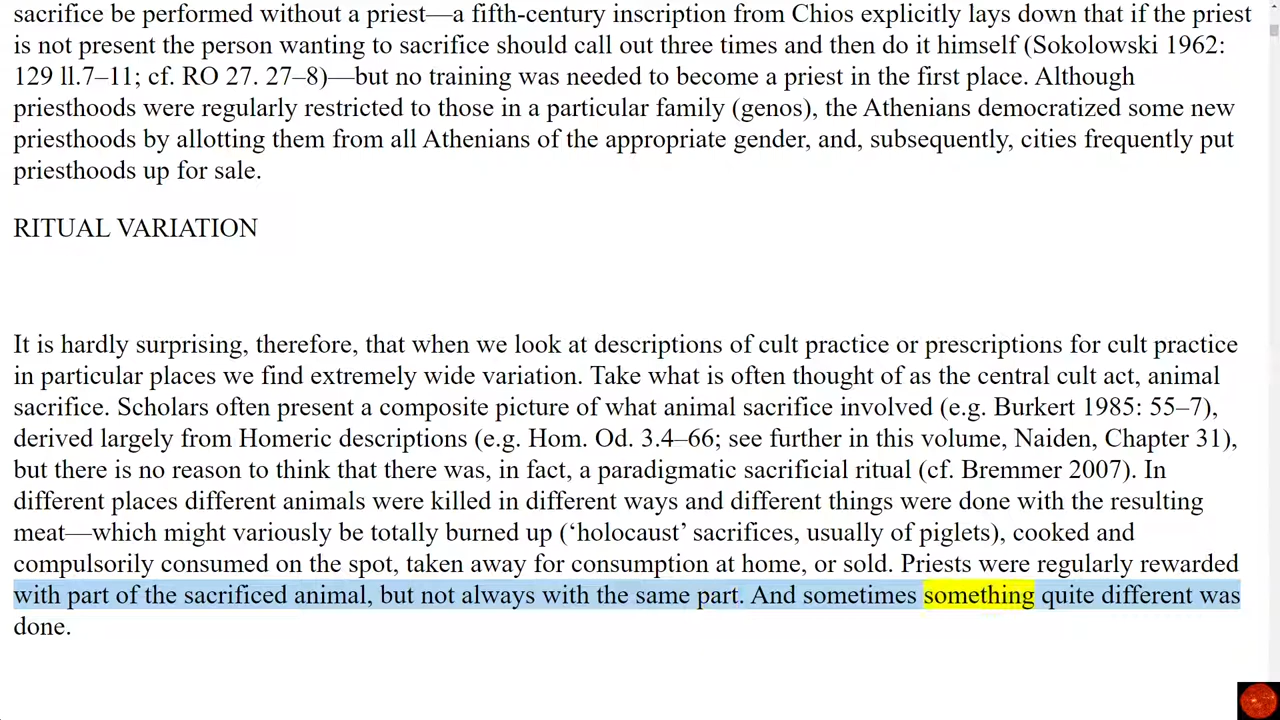 sacrifice be performed without a priest—a fifth-century inscription from Chios explicitly lays down that if the priest
is not present the person wanting to sacrifice should call out three times and then do it himself (Sokolowski 1962:
129 ll.7–11; cf. RO 27. 27–8)—but no training was needed to become a priest in the first place. Although
priesthoods were regularly restricted to those in a particular family (genos), the Athenians democratized some new
priesthoods by allotting them from all Athenians of the appropriate gender, and, subsequently, cities frequently put
priesthoods up for sale.
RITUAL VARIATION
It is hardly surprising, therefore, that when we look at descriptions of cult practice or prescriptions for cult practice
in particular places we find extremely wide variation. Take what is often thought of as the central cult act, animal
sacrifice. Scholars often present a composite picture of what animal sacrifice involved (e.g. Burkert 1985: 55–7),
derived largely from Homeric descriptions (e.g. Hom. Od. 3.4–66; see further in this volume, Naiden, Chapter 31),
but there is no reason to think that there was, in fact, a paradigmatic sacrificial ritual (cf. Bremmer 2007). In
different places different animals were killed in different ways and different things were done with the resulting
meat—which might variously be totally burned up (‘holocaust’ sacrifices, usually of piglets), cooked and
compulsorily consumed on the spot, taken away for consumption at home, or sold. Priests were regularly rewarded
with part of the sacrificed animal, but not always with the same part. And sometimes something quite different was
done.